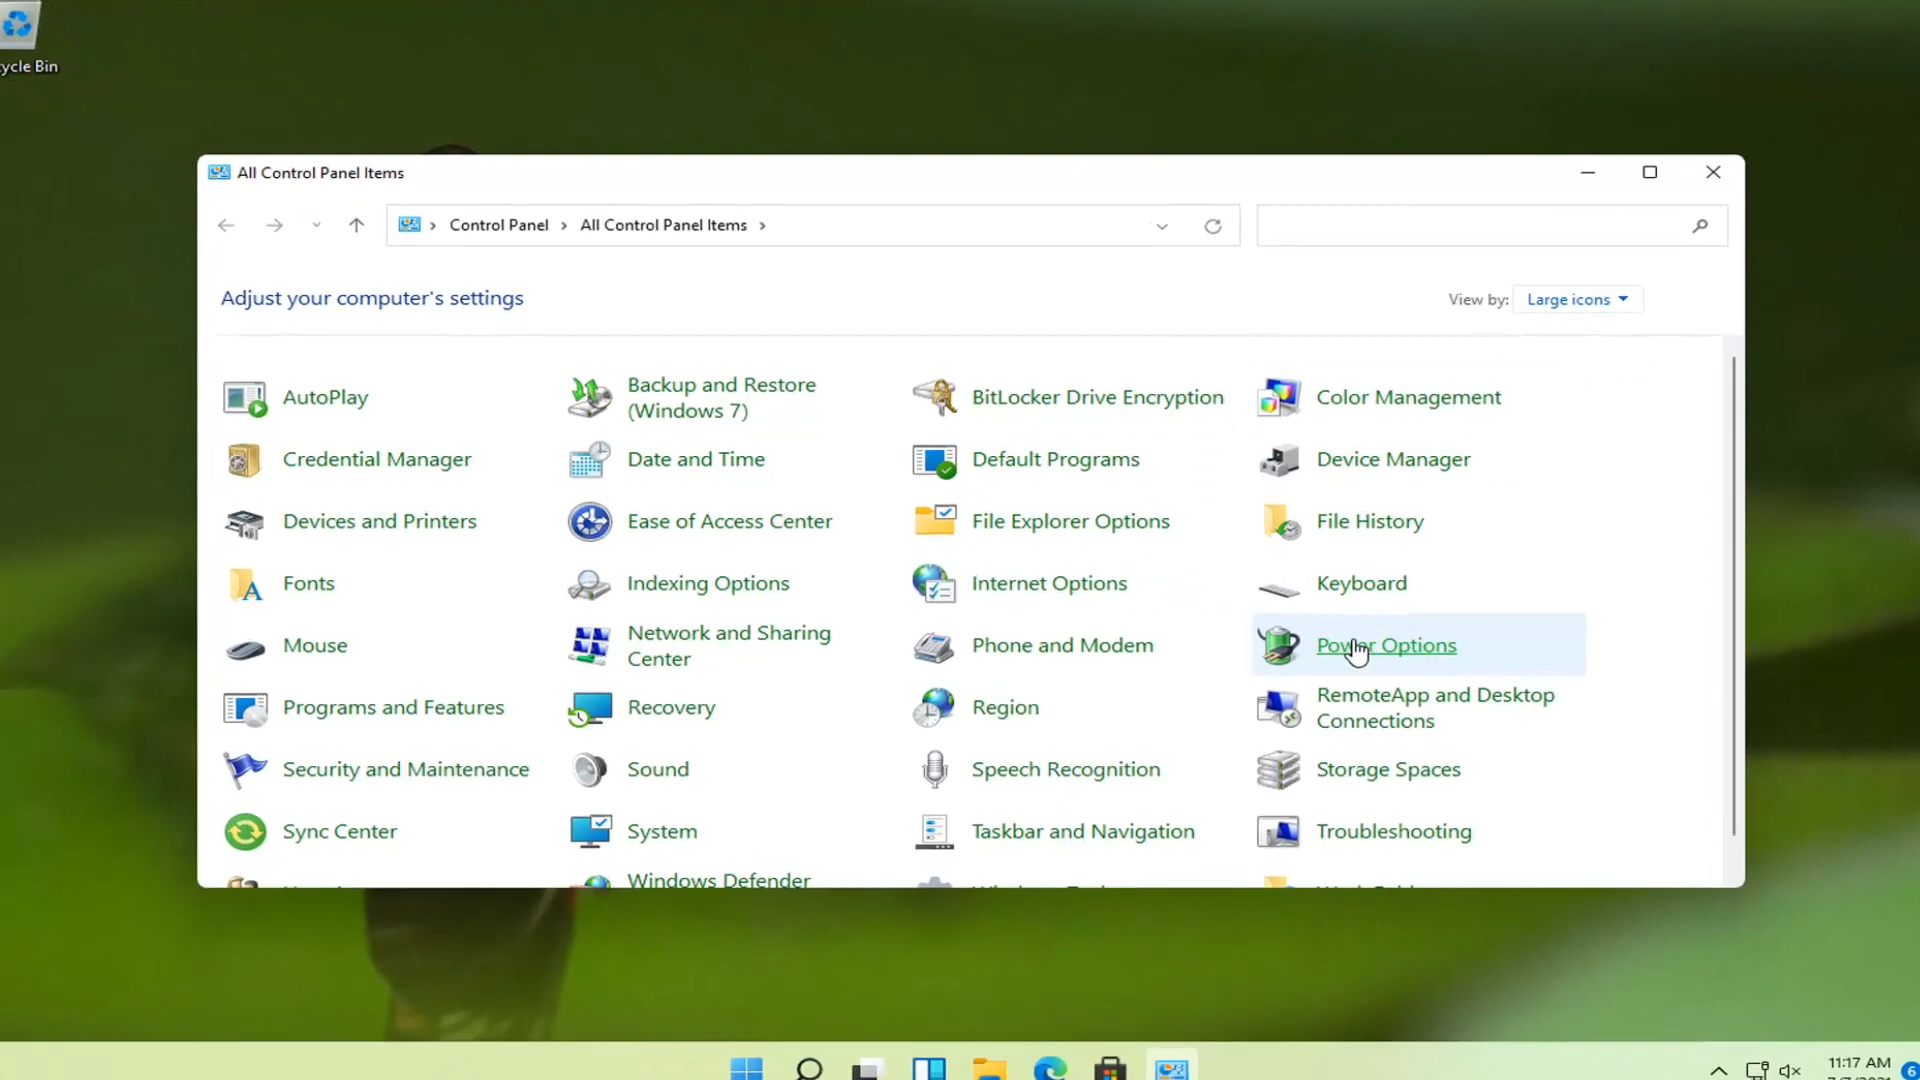 cycle Bin
All Control Panel Items
Control Panel
All Control Panel Items
Adjust your computer's settings
View by:
Large icons
AutoPlay
Backup and Restore
(Windows 7)
BitLocker Drive Encryption
Color Management
Credential Manager
Date and Time
Default Programs
Device Manager
Devices and Printers
Ease of Access Center
File Explorer Options
File History
Fonts
Indexing Options
Internet Options
Keyboard
Mouse
Network and Sharing
Center
Phone and Modem
Power Options
Programs and Features
Recovery
Region
RemoteApp and Desktop
Connections
Security and Maintenance
Sound
Speech Recognition
Storage Spaces
Sync Center
System
Taskbar and Navigation
Troubleshooting
Windows Defender
11:17 AM
6